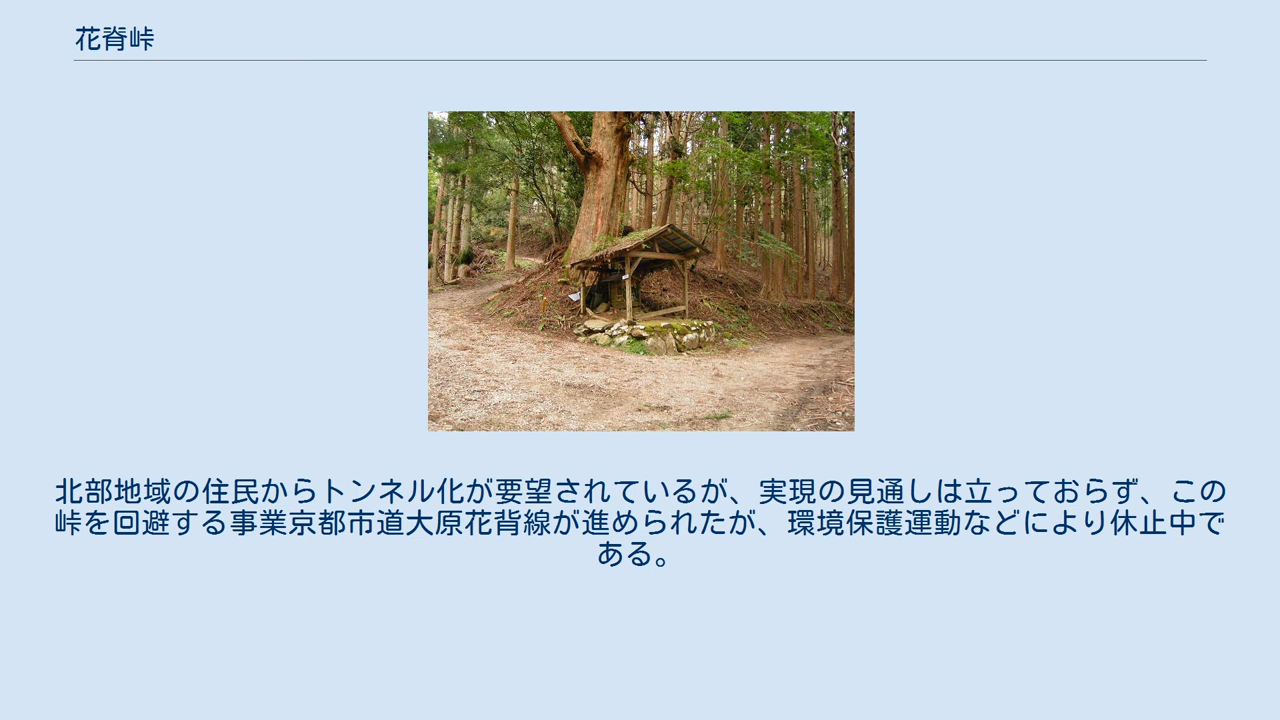 花脊峠
北部地域の住民からトンネル化が要望されているが、実現の見通しは立っておらず、この
峠を回避する事業京都市道大原花背線が進められたが、環境保護運動などにより休止中で
ある。